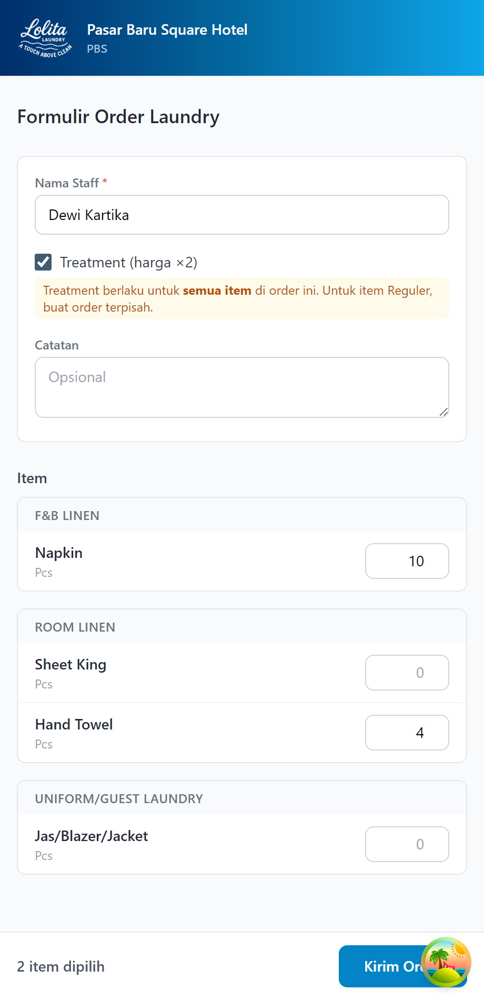 Lolita
LAUNDRY
A TOUCH ABOVE CLEAN
Pasar Baru Square Hotel
PBS
Formulir Order Laundry
Nama Staff *
Dewi Kartika
Treatment (harga ×2)
Treatment berlaku untuk semua item di order ini. Untuk item Reguler,
buat order terpisah.
Catatan
Opsional
Item
F&B LINEN
Napkin
Pcs
10
ROOM LINEN
Sheet King
Pcs
0
Hand Towel
Pcs
4
UNIFORM/GUEST LAUNDRY
Jas/Blazer/Jacket
Pcs
0
2 item dipilih
Kirim